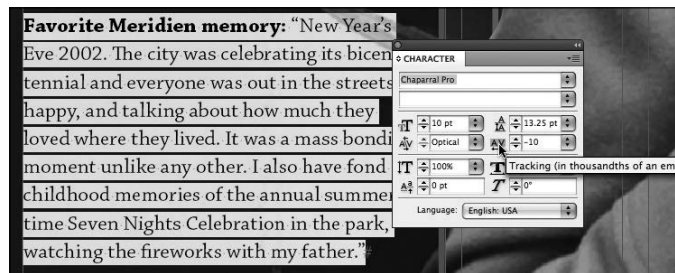 Favorite Meridien memory: “New Year’s
Eve 2002. The city was celebrating its bicen
tennial and everyone was out in the streets
happy, and talking about how much they
loved where they lived. It was a mass bondi
moment unlike any other. I also have fond
childhood memories of the annual summe
time Seven Nights Celebration in the park,
watching the fireworks with my father.”#
CHARACTER
Chaparral Pro
10 pt 13.25 pt
Optical -10
100%
Tracking (in thousandths of an em
0 pt 0°
Language: English: USA